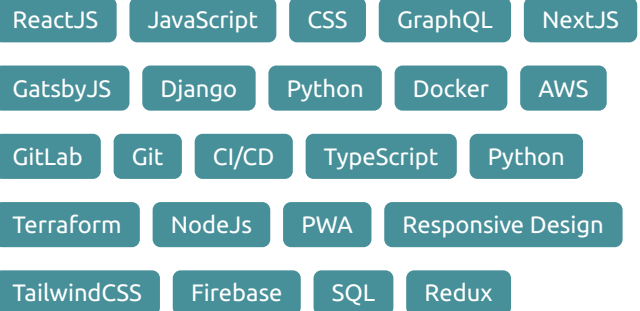 ReactJS JavaScript CSS GraphQL NextJS
GatsbyJS Django Python Docker AWS
GitLab Git CI/CD TypeScript Python
Terraform NodeJs PWA Responsive Design
TailwindCSS Firebase SQL Redux